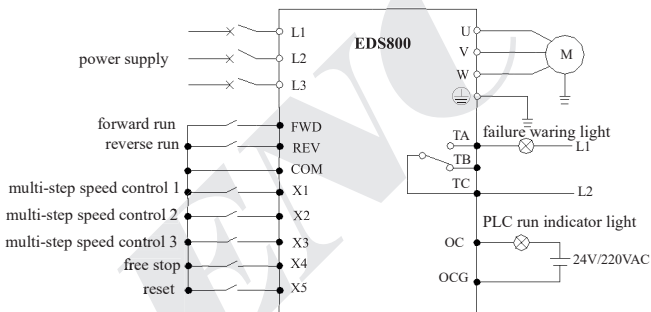 EDS800
power supply
L1
L2
L3
U
V
W
M
forward run
reverse run
multi-step speed control 1
multi-step speed control 2
multi-step speed control 3
free stop
reset
FWD
REV
COM
X1
X2
X3
X4
X5
TA
TB
TC
OC
OCG
failure waring light
L1
L2
PLC run indicator light
24V/220VAC
ENC